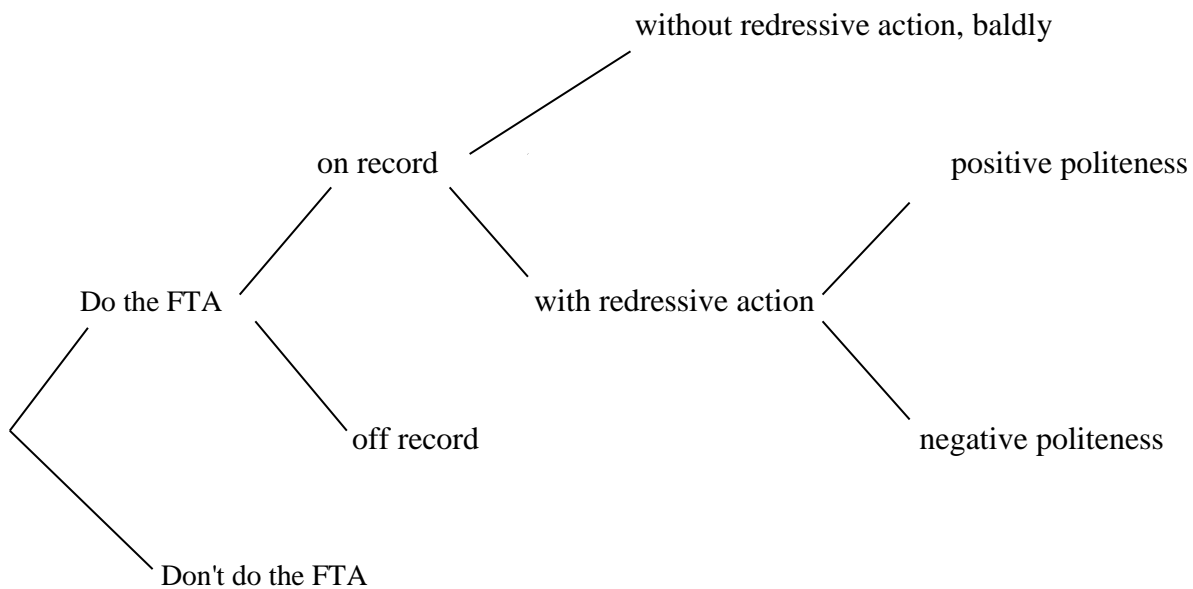 without redressive action, baldly
on record
positive politeness
Do the FTA
with redressive action
off record
negative politeness
Don't do the FTA